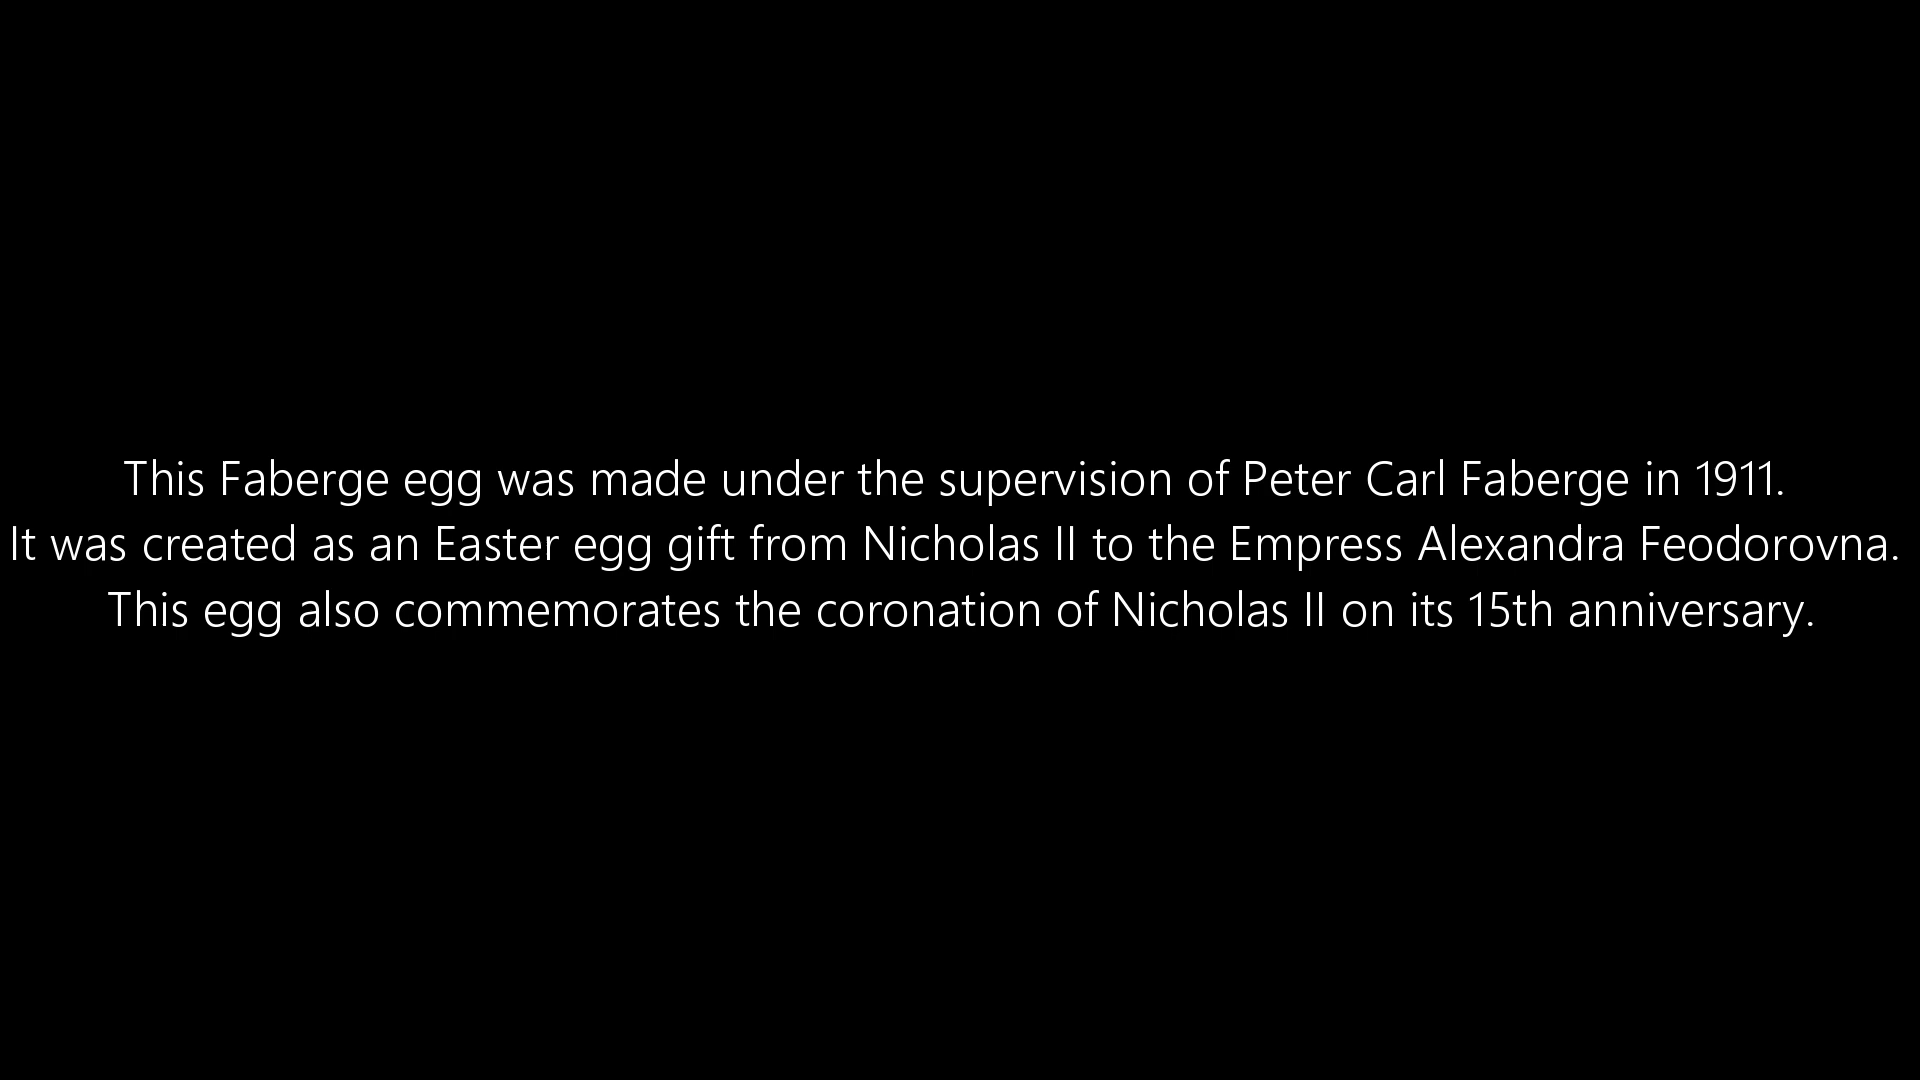 This Faberge egg was made under the supervision of Peter Carl Faberge in 1911.
It was created as an Easter egg gift from Nicholas II to the Empress Alexandra Feodorovna.
This egg also commemorates the coronation of Nicholas II on its 15th anniversary.